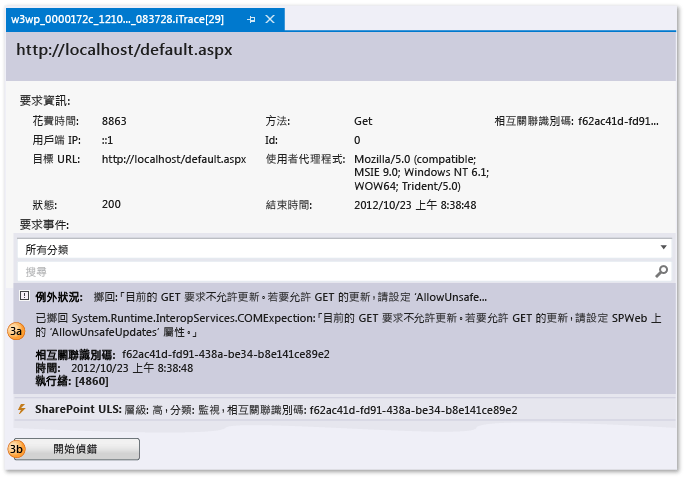 w3wp_0000172c_1210..._083728.iTrace[29]
http://localhost/default.aspx
要求資訊:
花費時間: 8863 方法: Get 相互關聯識別碼: f62ac41d-fd91...
用戶端 IP: ::1 Id: 0
目標 URL: http://localhost/default.aspx 使用者代理程式: Mozilla/5.0 (compatible;
MSIE 9.0; Windows NT 6.1;
WOW64; Trident/5.0)
狀態: 200 結束時間: 2012/10/23 上午 8:38:48
要求事件:
所有分類
搜尋
例外狀況: 擲回:「目前的 GET 要求不允許更新。若要允許 GET 的更新,請設定 'AllowUnsafe...
3a 已擲回 System.Runtime.InteropServices.COMExpection:「目前的 GET 要求不允許更新。若要允許 GET 的更新,請設定 SPWeb 上
的 'AllowUnsafeUpdates' 屬性。」
相互關聯識別碼: f62ac41d-fd91-438a-be34-b8e141ce89e2
時間: 2012/10/23 上午 8:38:48
執行緒: [4860]
SharePoint ULS: 層級: 高, 分類: 監視, 相互關聯識別碼: f62ac41d-fd91-438a-be34-b8e141ce89e2
3b 開始偵錯